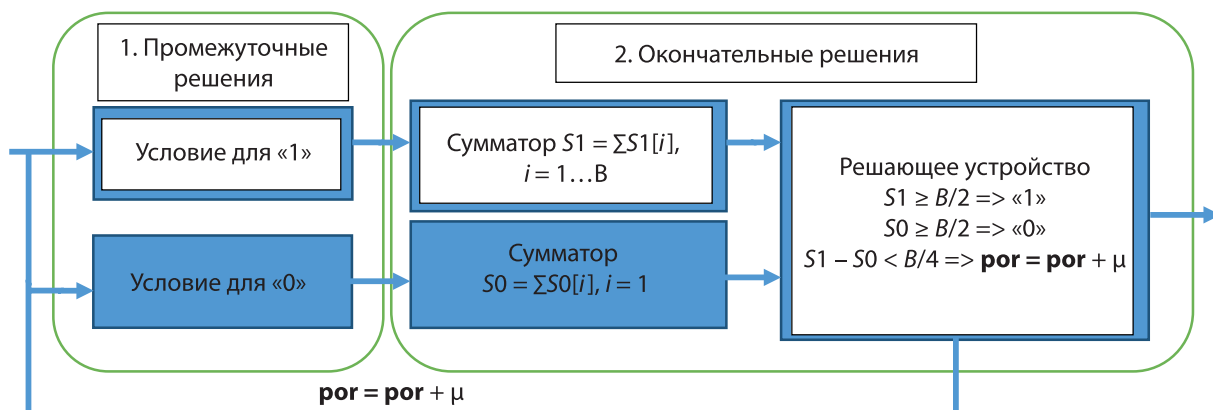 1. Промежуточные
решения
2. Окончательные решения
Условие для «1»
Сумматор S1 = ∑S1[i],
i = 1…B
Решающее устройство
S1 ≥ B/2 => «1»
S0 ≥ B/2 => «0»
S1 – S0 < B/4 => por = por + μ
Условие для «0»
Сумматор
S0 = ∑S0[i], i = 1
por = por + μ